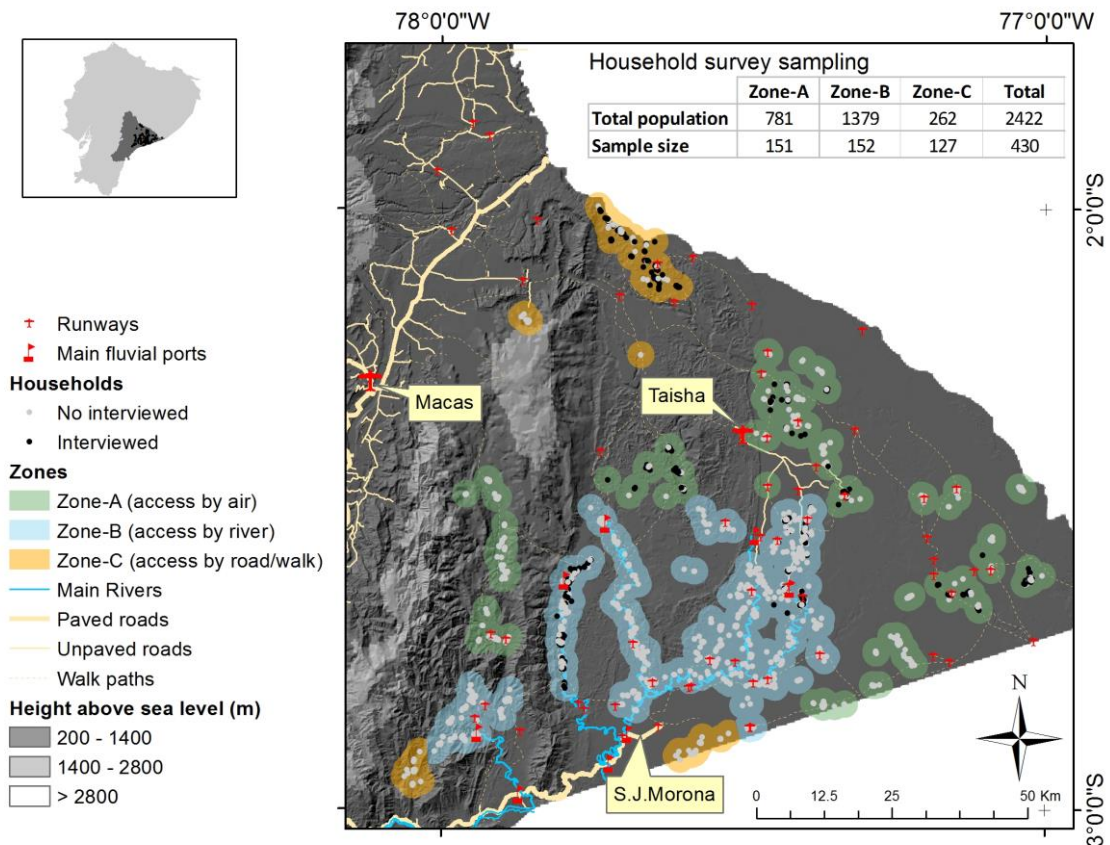 78°0'0"W 77°0'0"W
Household survey sampling
Zone-A Zone-B Zone-C Total
Total population 781 1379 262 2422
Sample size 151 152 127 430
2°0'0"S
Runways
Main fluvial ports
Households
No interviewed
Interviewed
Zones
Zone-A (access by air)
Zone-B (access by river)
Zone-C (access by road/walk)
Main Rivers
Paved roads
Unpaved roads
Walk paths
Height above sea level (m)
200 - 1400
1400 - 2800
> 2800
Macas
Taisha
S.J.Morona
N
0 12.5 25 50 Km
3°0'0"S